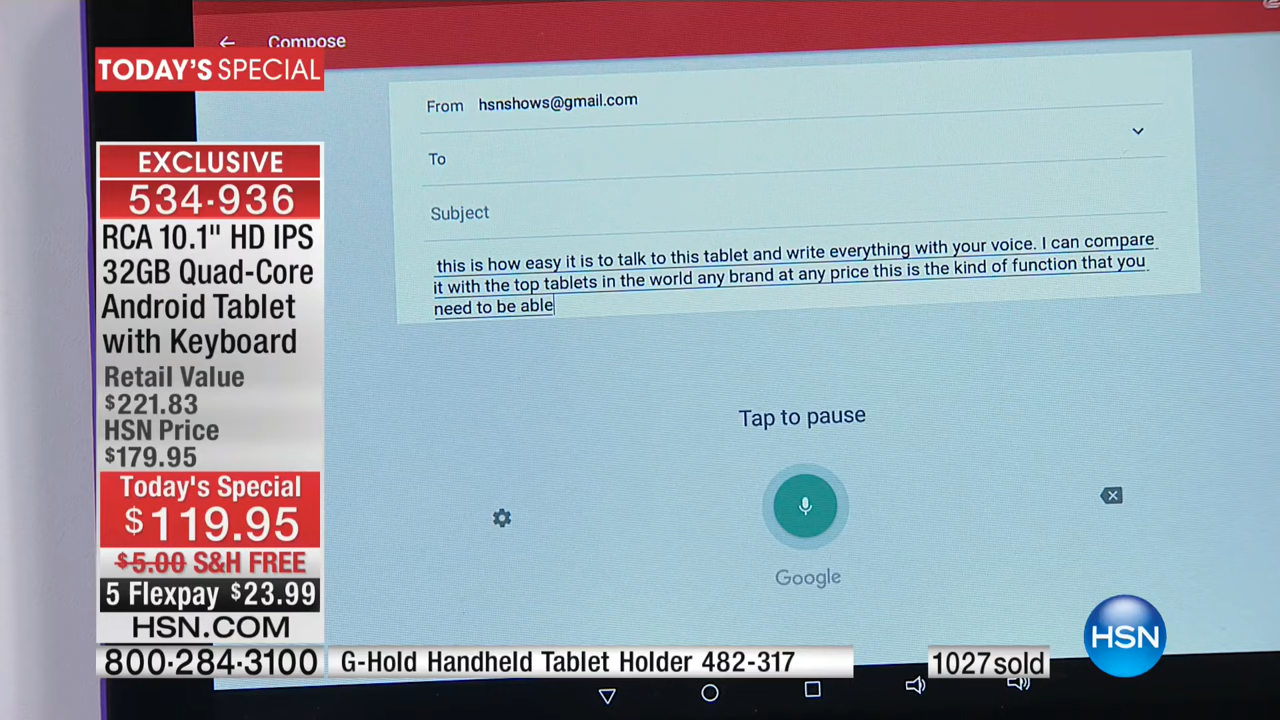 Compose
TODAY'S SPECIAL
From hsnshows@gmail.com
To
Subject
this is how easy it is to talk to this tablet and write everything with your voice. I can compare
it with the top tablets in the world any brand at any price this is the kind of function that you
need to be able
Tap to pause
Google
EXCLUSIVE
534-936
RCA 10.1" HD IPS
32GB Quad-Core
Android Tablet
with Keyboard
Retail Value
$221.83
HSN Price
$179.95
Today's Special
$119.95
$5.00 S&H FREE
5 Flexpay $23.99
HSN.COM
800-284-3100
G-Hold Handheld Tablet Holder 482-317
1027 sold
HSN